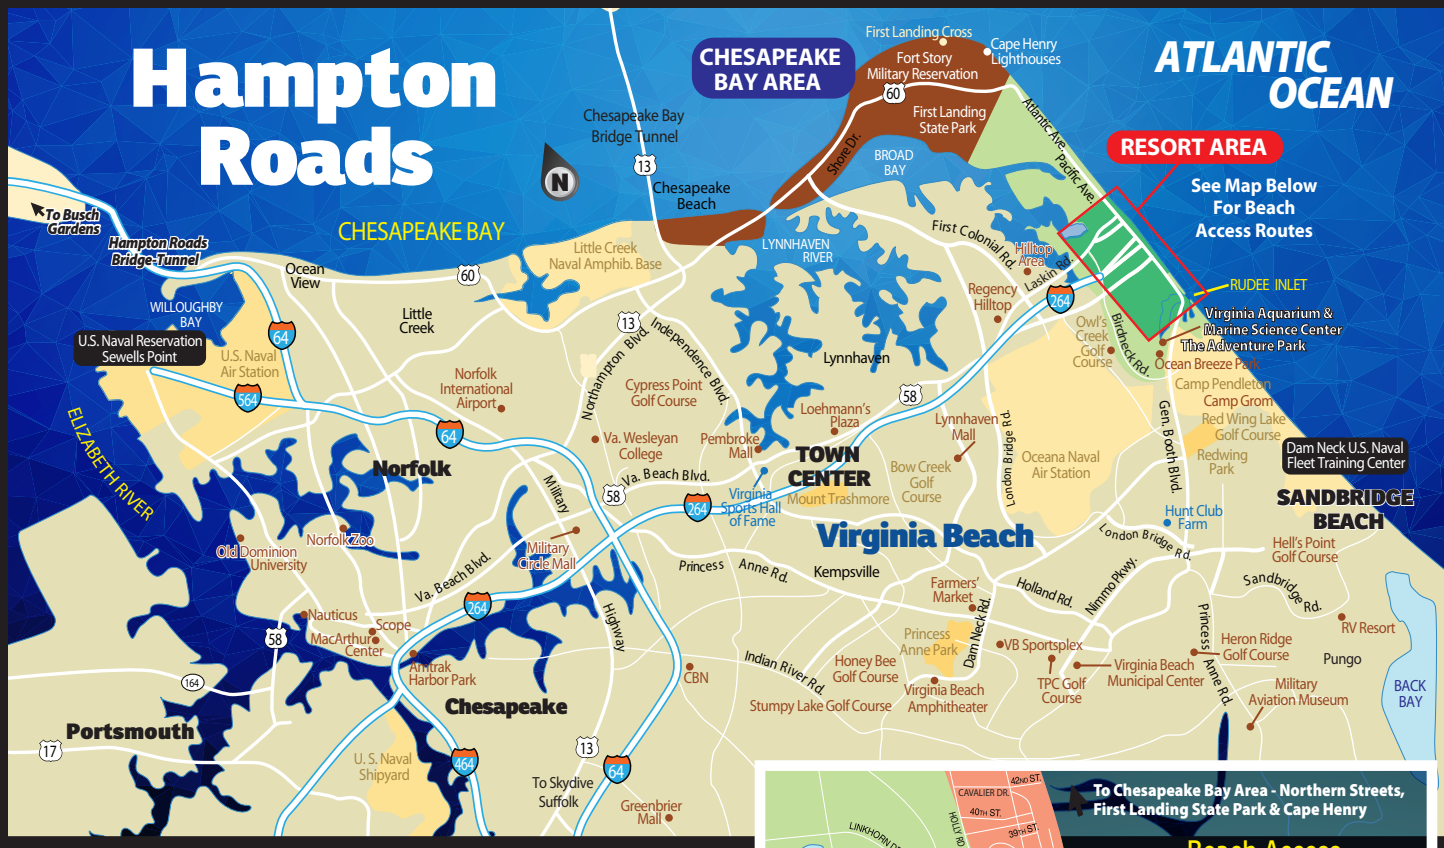 Hampton
Roads
CHESAPEAKE
BAY AREA
First Landing Cross
Cape Henry
Lighthouses
Fort Story
Military Reservation
60
First Landing
State Park
ATLANTIC
OCEAN
Chesapeake Bay
Bridge Tunnel
13
N
Shore Dr.
BROAD
BAY
Atlantic Ave.
Pacific Ave.
RESORT AREA
See Map Below
For Beach
Access Routes
To Busch
Gardens
Hampton Roads
Bridge-Tunnel
CHESAPEAKE BAY
Chesapeake
Beach
Little Creek
Naval Amphib. Base
LYNNHAVEN
RIVER
First Colonial Rd.
Hilltop
Area
Laskin Rd.
Regency
Hilltop
264
RUDEE INLET
Virginia Aquarium &
Marine Science Center
The Adventure Park
Ocean Breeze Park
Ocean
View
60
WILLOUGHBY
BAY
Little
Creek
64
13
U.S. Naval Reservation
Sewells Point
U.S. Naval
Air Station
564
Northampton Blvd.
Independence Blvd.
Lynnhaven
Owl's
Creek
Golf
Course
Birdneck Rd.
Camp Pendleton
Camp Grom
Red Wing Lake
Golf Course
Redwing
Park
Norfolk
International
Airport
Cypress Point
Golf Course
58
Loehmann's
Plaza
Lynnhaven
Mall
London Bridge Rd.
Gen. Booth Blvd.
Dam Neck U.S. Naval
Fleet Training Center
ELIZABETH RIVER
64
Va. Wesleyan
College
Pembroke
Mall
TOWN
CENTER
Mount Trashmore
Bow Creek
Golf
Course
Oceana Naval
Air Station
SANDBRIDGE
BEACH
Norfolk
Military
58
Va. Beach Blvd.
264
Virginia
Sports Hall
of Fame
Virginia Beach
Hunt Club
Farm
London Bridge Rd.
Hell's Point
Golf Course
Old Dominion
University
Norfolk Zoo
Military
Circle Mall
Va. Beach Blvd.
Princess
Anne Rd.
Kempsville
Farmers'
Market
Holland Rd.
Nimmo Pkwy.
Sandbridge
Rd.
Nauticus
Scope
MacArthur
Center
58
264
Highway
Princess
Anne Park
Dam Neck Rd.
VB Sportsplex
Princess
Anne Rd.
Heron Ridge
Golf Course
RV Resort
Pungo
Amtrak
Harbor Park
164
CBN
Indian River Rd.
Honey Bee
Golf Course
Stumpy Lake Golf Course
Virginia Beach
Amphitheater
TPC Golf
Course
Virginia Beach
Municipal Center
Military
Aviation Museum
BACK
BAY
Chesapeake
Portsmouth
17
U. S. Naval
Shipyard
464
13
64
To Skydive
Suffolk
Greenbrier
Mall
42ND ST.
CAVALIER DR.
40TH ST.
39TH ST.
HOLLY RD
To Chesapeake Bay Area - Northern Streets,
First Landing State Park & Cape Henry
Beach Access